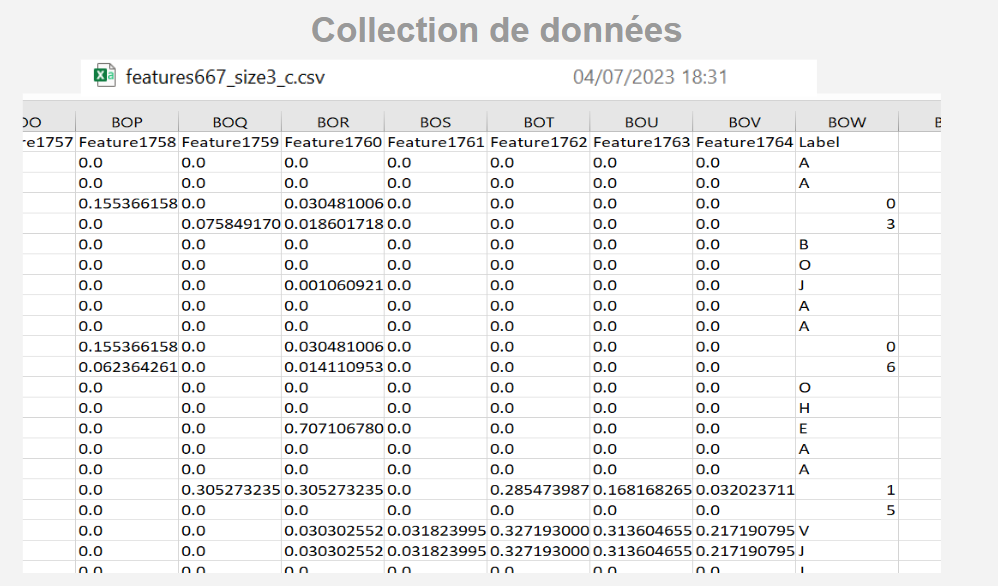 Collection de données
features667_size3_c.csv 04/07/2023 18:31
BOP BOQ BOR BOS BOT BOU BOV BOW
re1757 Feature1758 Feature1759 Feature1760 Feature1761 Feature1762 Feature1763 Feature1764 Label
0.0 0.0 0.0 0.0 0.0 0.0 0.0 A
0.0 0.0 0.0 0.0 0.0 0.0 0.0 A
0.155366158 0.0 0.030481006 0.0 0.0 0.0 0.0 0
0.0 0.075849170 0.018601718 0.0 0.0 0.0 0.0 3
0.0 0.0 0.0 0.0 0.0 0.0 0.0 B
0.0 0.0 0.0 0.0 0.0 0.0 0.0 O
0.0 0.0 0.001060921 0.0 0.0 0.0 0.0 J
0.0 0.0 0.0 0.0 0.0 0.0 0.0 A
0.0 0.0 0.0 0.0 0.0 0.0 0.0 A
0.155366158 0.0 0.030481006 0.0 0.0 0.0 0.0 0
0.062364261 0.0 0.014110953 0.0 0.0 0.0 0.0 6
0.0 0.0 0.0 0.0 0.0 0.0 0.0 O
0.0 0.0 0.0 0.0 0.0 0.0 0.0 H
0.0 0.0 0.707106780 0.0 0.0 0.0 0.0 E
0.0 0.0 0.0 0.0 0.0 0.0 0.0 A
0.0 0.0 0.0 0.0 0.0 0.0 0.0 A
0.0 0.305273235 0.305273235 0.0 0.285473987 0.168168265 0.032023711 1
0.0 0.0 0.0 0.0 0.0 0.0 0.0 5
0.0 0.0 0.030302552 0.031823995 0.327193000 0.313604655 0.217190795 V
0.0 0.0 0.030302552 0.031823995 0.327193000 0.313604655 0.217190795 J
0.0 0.0 0.0 0.0 0.0 0.0 0.0